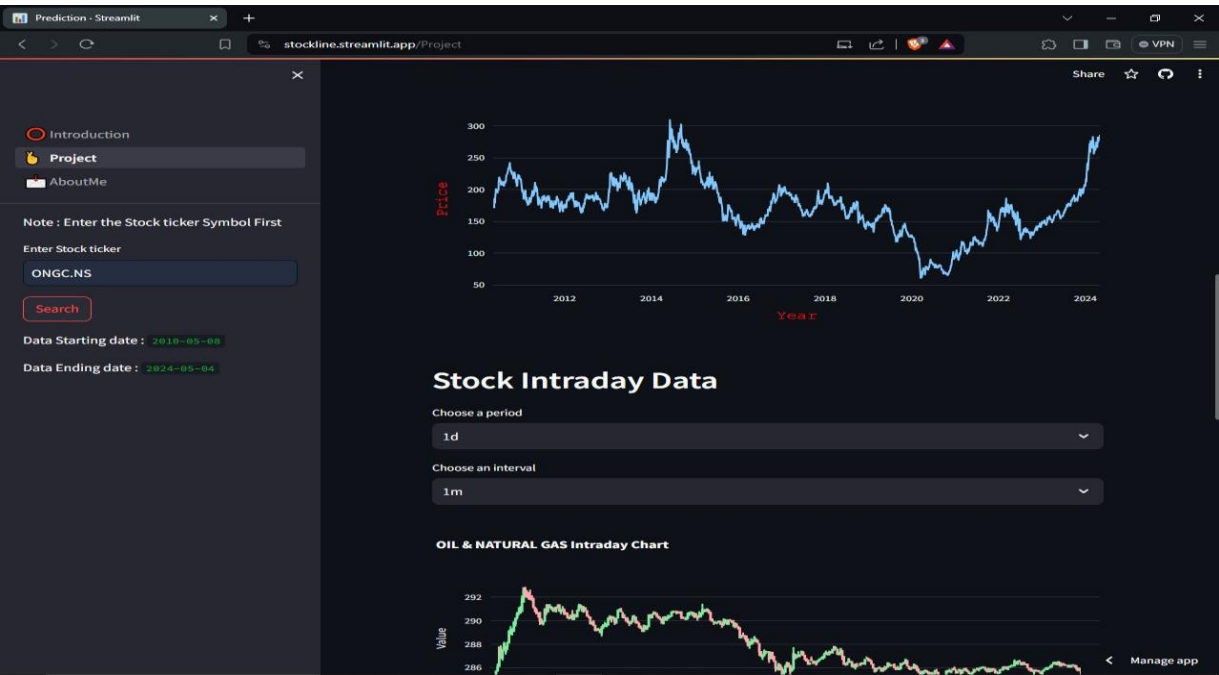 Prediction - Streamlit
stockline.streamlit.app/Project
VPN
Share
Introduction
Project
AboutMe
Note : Enter the Stock ticker Symbol First
Enter Stock ticker
ONGC.NS
Search
Data Starting date : 2010-05-08
Data Ending date : 2024-05-04
300
250
200
150
100
50
Price
2012 2014 2016 2018 2020 2022 2024
Year
Stock Intraday Data
Choose a period
1d
Choose an interval
1m
OIL & NATURAL GAS Intraday Chart
292
290
288
286
Value
Manage app